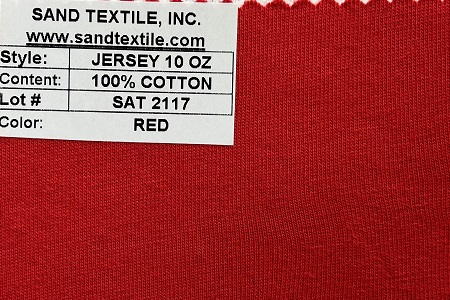 SAND TEXTILE, INC.
www.sandtextile.com
Style: JERSEY 10 OZ
Content: 100% COTTON
Lot # SAT 2117
Color: RED